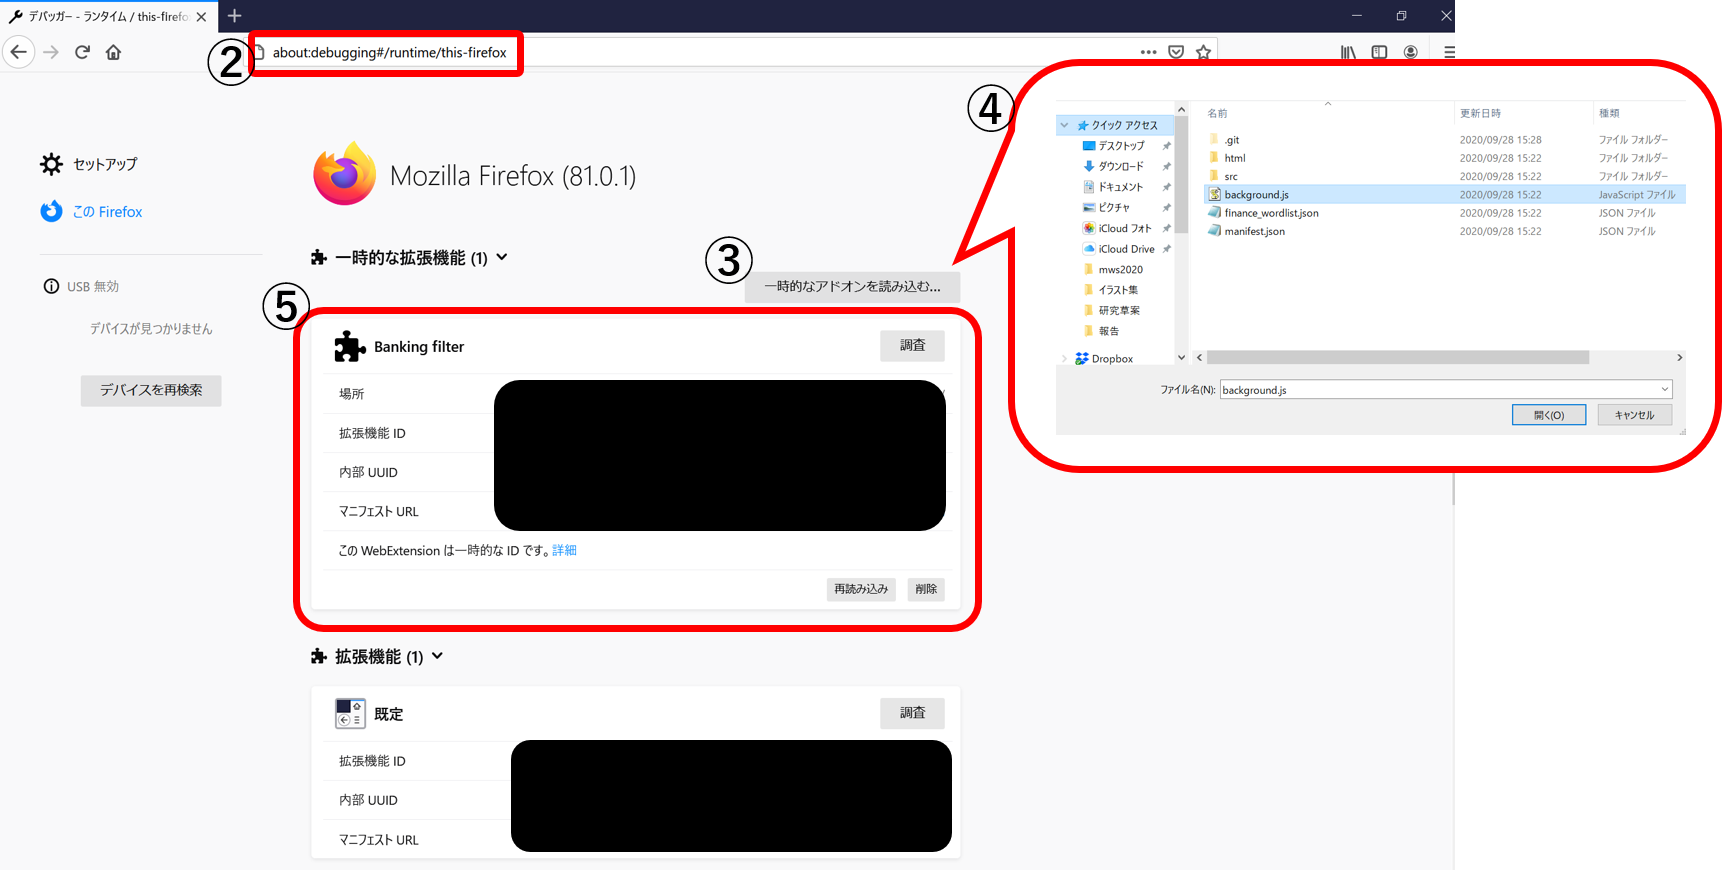 デバッガー - ランタイム / this-firefo
②
about:debugging#/runtime/this-firefox
セットアップ
この Firefox
USB 無効
デバイスが見つかりません
デバイスを再検索
Mozilla Firefox (81.0.1)
一時的な拡張機能 (1)
③
一時的なアドオンを読み込む...
④
クイック アクセス
デスクトップ
ダウンロード
ドキュメント
ピクチャ
iCloud フォト
iCloud Drive
mws2020
イラスト集
研究草案
報告
Dropbox
名前 更新日時 種類
.git 2020/09/28 15:28 ファイル フォルダー
html 2020/09/28 15:22 ファイル フォルダー
src 2020/09/28 15:22 ファイル フォルダー
background.js 2020/09/28 15:22 JavaScript ファイル
finance_wordlist.json 2020/09/28 15:22 JSON ファイル
manifest.json 2020/09/28 15:22 JSON ファイル
ファイル名(N): background.js
開く(O) キャンセル
⑤
Banking filter 調査
場所
拡張機能 ID
内部 UUID
マニフェスト URL
この WebExtension は一時的な ID です。詳細
再読み込み 削除
拡張機能 (1)
既定 調査
拡張機能 ID
内部 UUID
マニフェスト URL